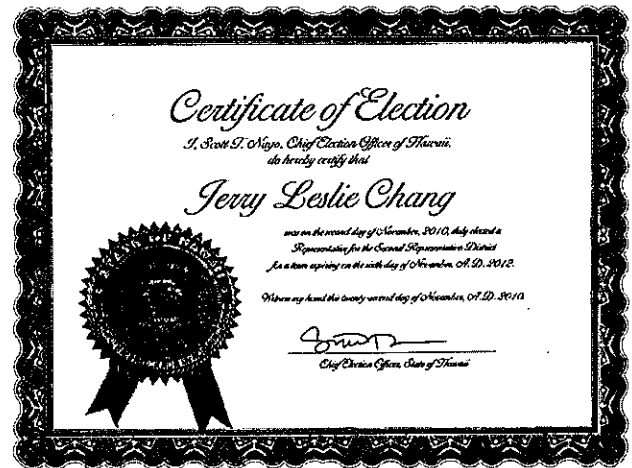 Certificate of Election
I, Scott T. Nago, Chief Election Officer of Hawaii,
do hereby certify that
Jerry Leslie Chang
was on the second day of November, 2010, duly elected a
Representative for the Second Representative District
for a term expiring on the sixth day of November, A.D. 2012.
Witness my hand this twenty-second day of November, A.D. 2010.
Chief Election Officer, State of Hawaii